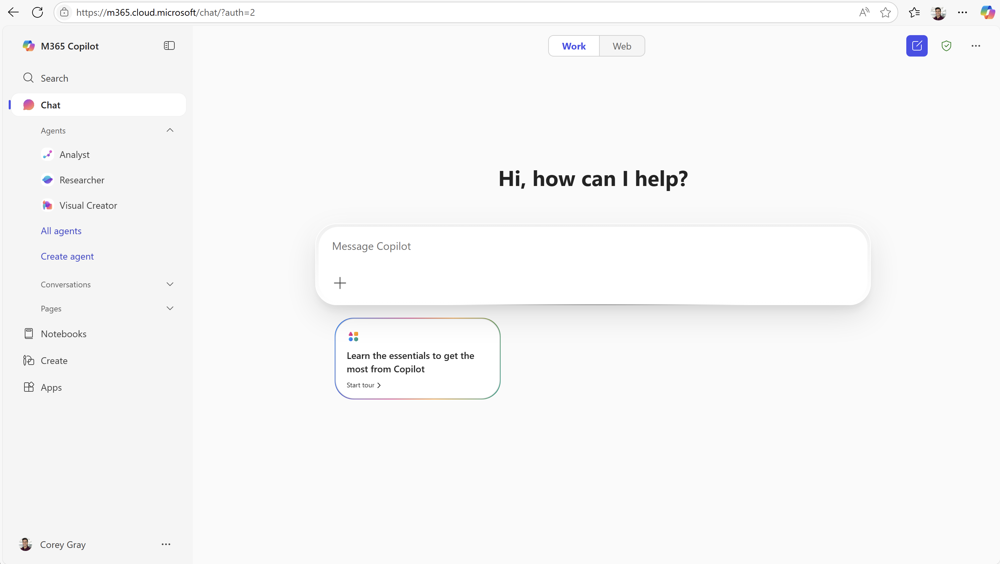 https://m365.cloud.microsoft/chat/?auth=2
M365 Copilot
Search
Chat
Agents
Analyst
Researcher
Visual Creator
All agents
Create agent
Conversations
Pages
Notebooks
Create
Apps
Corey Gray
Work
Web
Hi, how can I help?
Message Copilot
Learn the essentials to get the
most from Copilot
Start tour